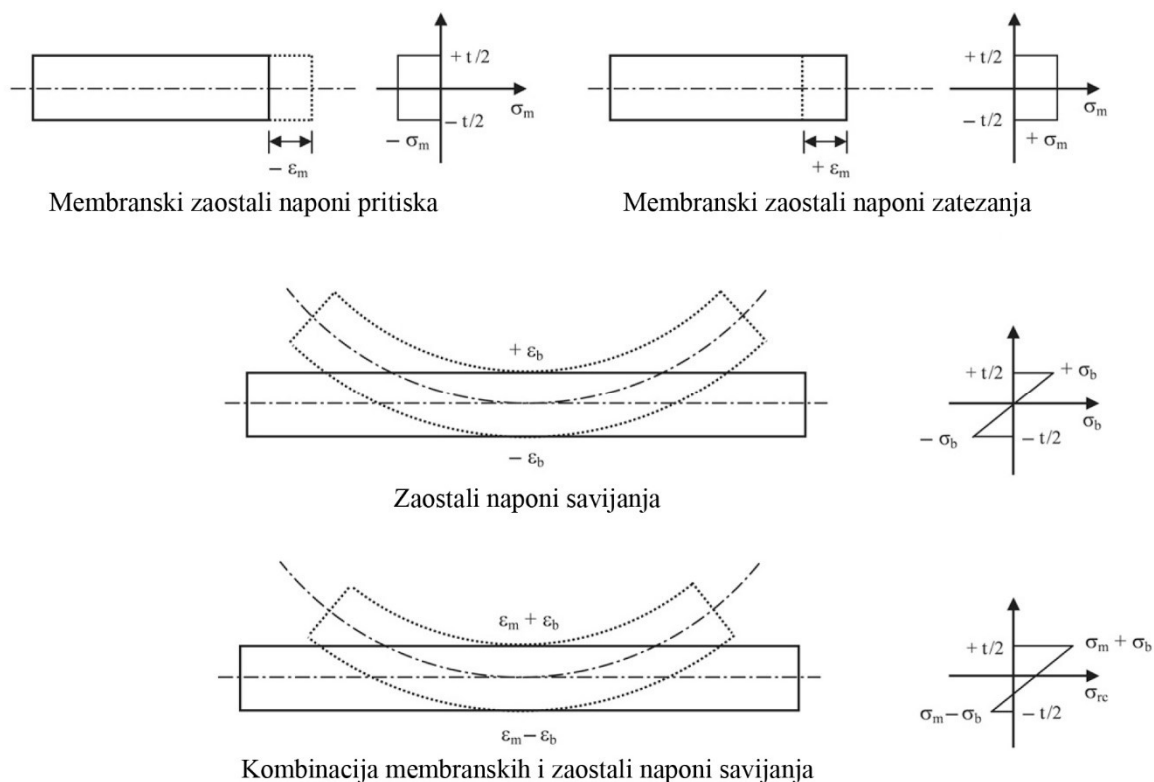 + t/2
σm
– t/2
– σm
– εm
Membranski zaostali naponi pritiska
+ t/2
σm
– t/2
+ σm
+ εm
Membranski zaostali naponi zatezanja
+ εb
– εb
+ t/2
+ σb
σb
– σb
– t/2
Zaostali naponi savijanja
εm + εb
εm – εb
+ t/2
σm + σb
σrc
σm – σb
– t/2
Kombinacija membranskih i zaostali naponi savijanja